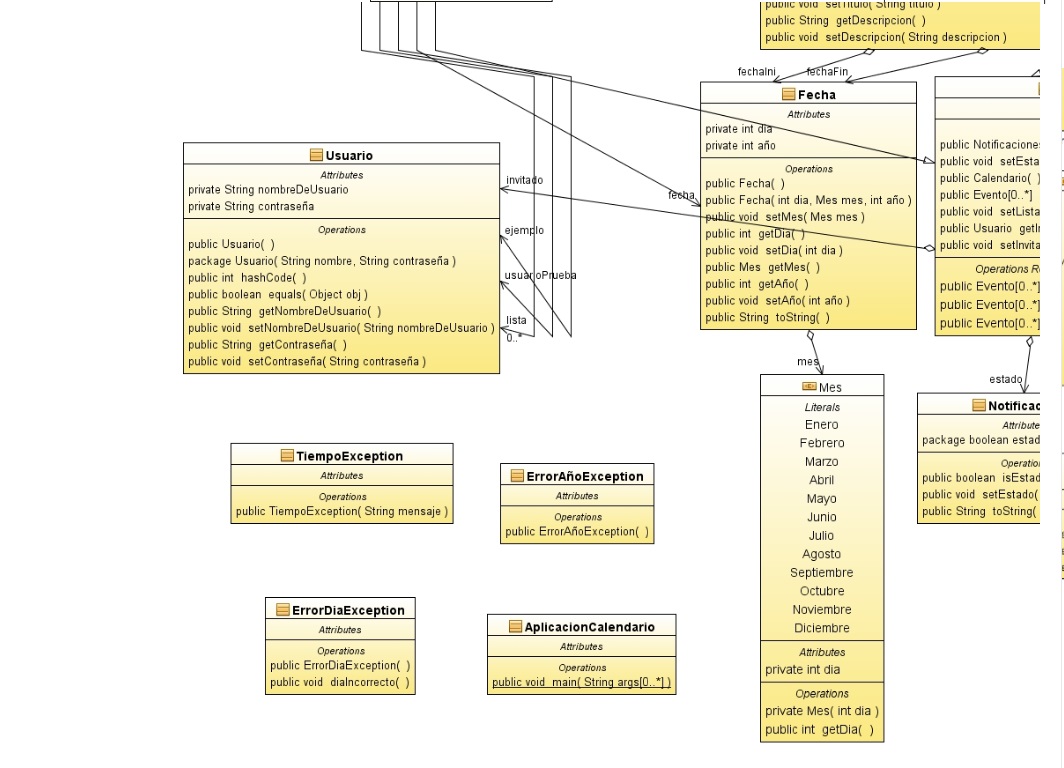 public void setTitulo( String titulo )
public String getDescripcion( )
public void setDescripcion( String descripcion )
fechaIni
fechaFin
Fecha
Attributes
private int dia
private int año
Operations
public Fecha( )
public Fecha( int dia, Mes mes, int año )
public void setMes( Mes mes )
public int getDia( )
public void setDia( int dia )
public Mes getMes( )
public int getAño( )
public void setAño( int año )
public String toString( )
fecha
public Notificaciones
public void setEsta
public Calendario( )
public Evento[0..*]
public void setLista
public Usuario getIn
public void setInvita
Operations Re
public Evento[0..*]
public Evento[0..*]
public Evento[0..*]
Usuario
Attributes
private String nombreDeUsuario
private String contraseña
Operations
public Usuario( )
package Usuario( String nombre, String contraseña )
public int hashCode( )
public boolean equals( Object obj )
public String getNombreDeUsuario( )
public void setNombreDeUsuario( String nombreDeUsuario )
public String getContraseña( )
public void setContraseña( String contraseña )
invitado
ejemplo
usuarioPrueba
lista
0..*
mes
Mes
Literals
Enero
Febrero
Marzo
Abril
Mayo
Junio
Julio
Agosto
Septiembre
Octubre
Noviembre
Diciembre
Attributes
private int dia
Operations
private Mes( int dia )
public int getDia( )
estado
Notificac
Attribute
package boolean estad
Operation
public boolean isEstad
public void setEstado(
public String toString(
TiempoException
Attributes
Operations
public TiempoException( String mensaje )
ErrorAñoException
Attributes
Operations
public ErrorAñoException( )
ErrorDiaException
Attributes
Operations
public ErrorDiaException( )
public void diaIncorrecto( )
AplicacionCalendario
Attributes
Operations
public void main( String args[0..*] )